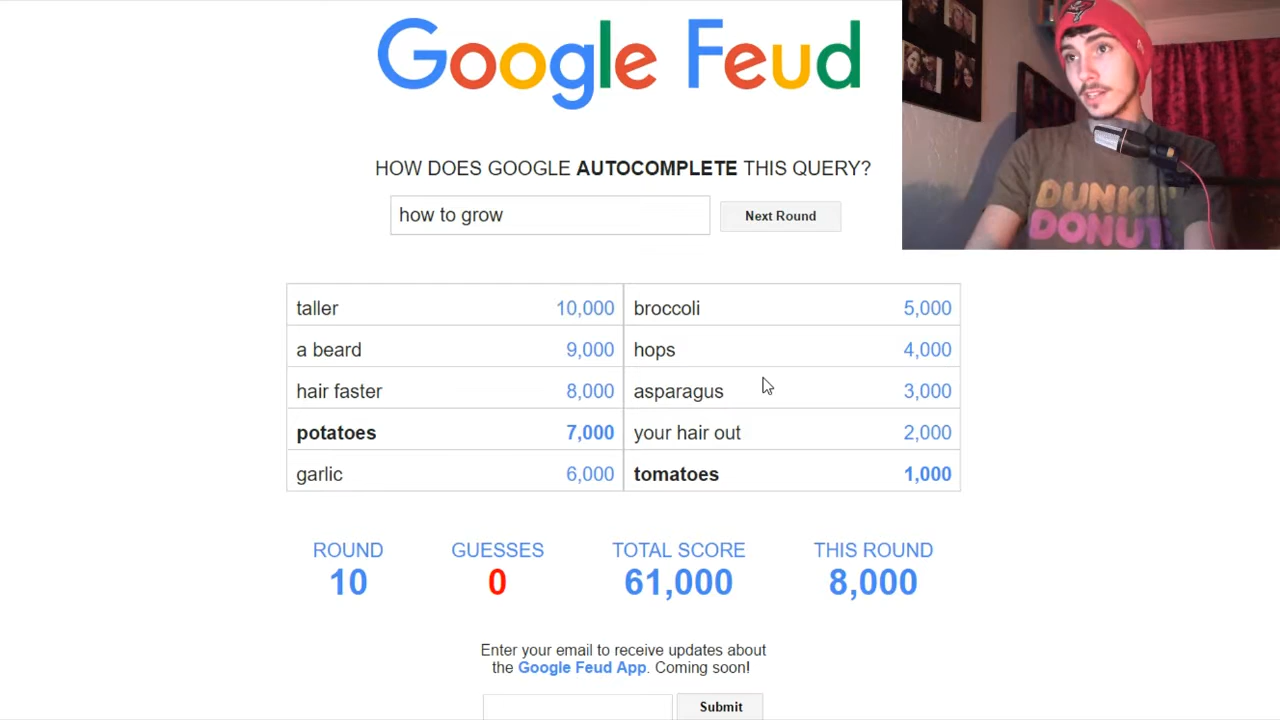 Google Feud
HOW DOES GOOGLE AUTOCOMPLETE THIS QUERY?
how to grow
Next Round
taller 10,000 broccoli 5,000
a beard 9,000 hops 4,000
hair faster 8,000 asparagus 3,000
potatoes 7,000 your hair out 2,000
garlic 6,000 tomatoes 1,000
ROUND GUESSES TOTAL SCORE THIS ROUND
10 0 61,000 8,000
Enter your email to receive updates about
the Google Feud App. Coming soon!
Submit
DUNKIN'
DONUT